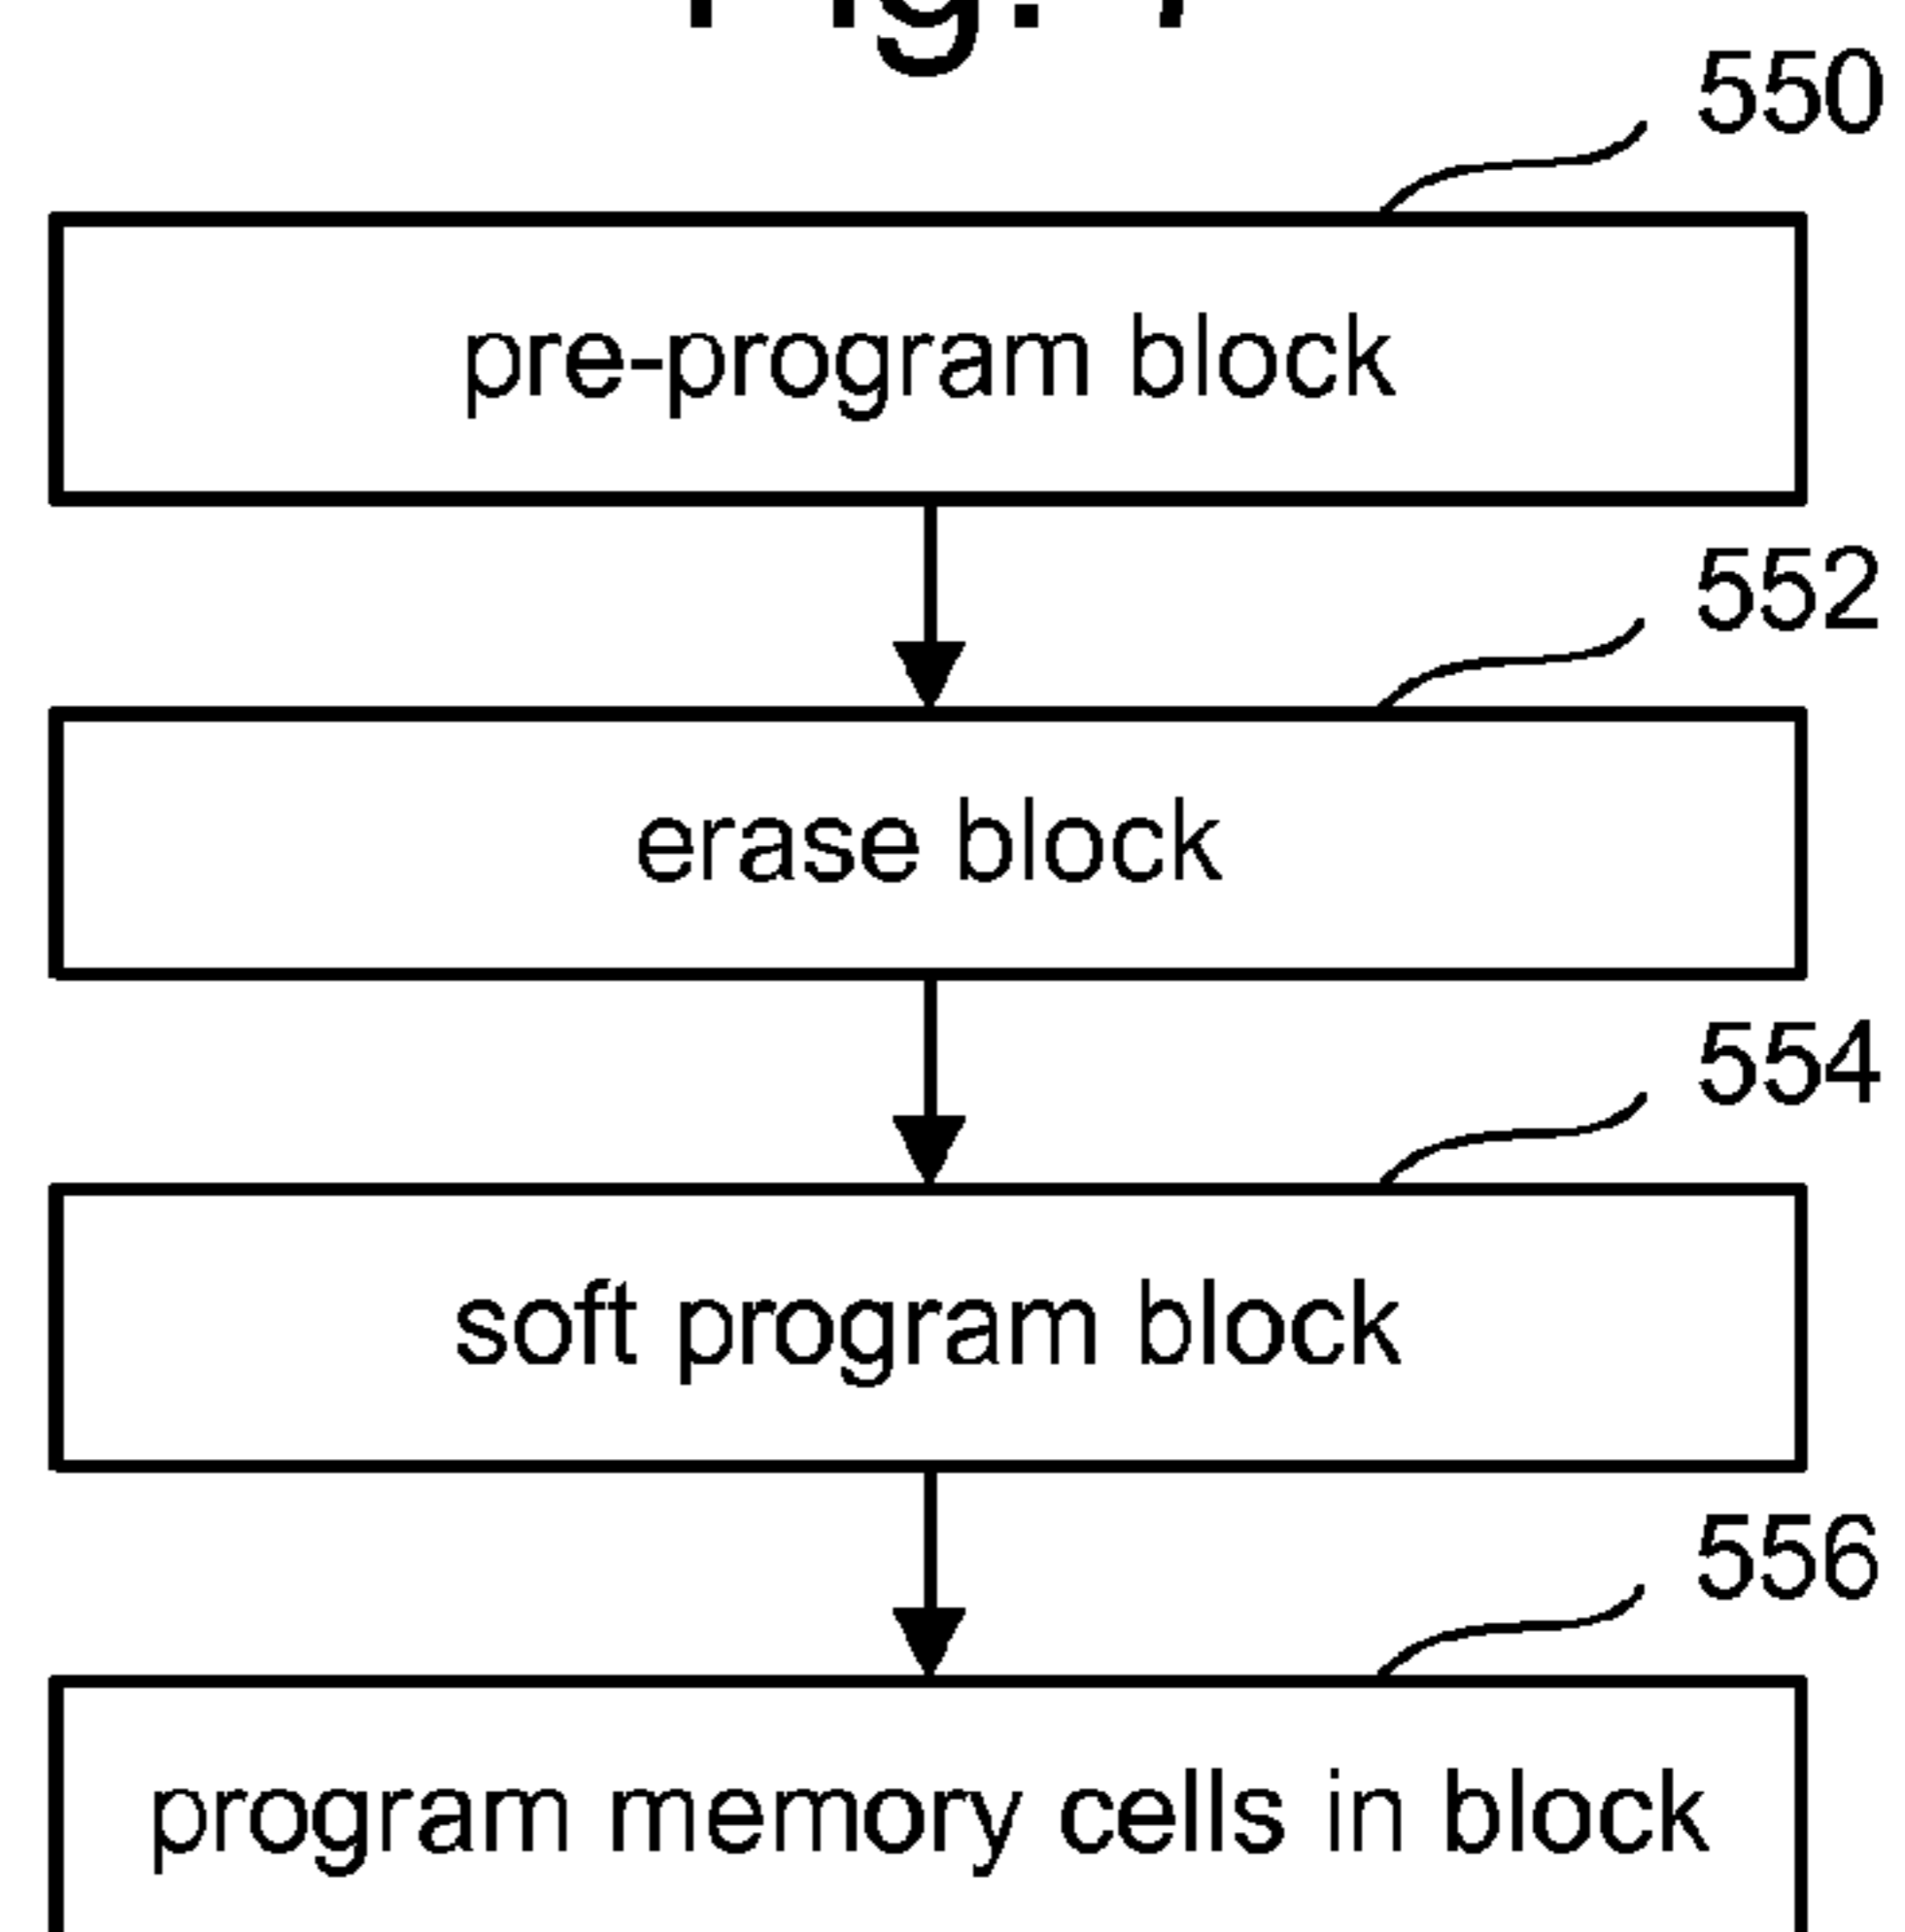 550
pre-program block
552
erase block
554
soft program block
556
program memory cells in block